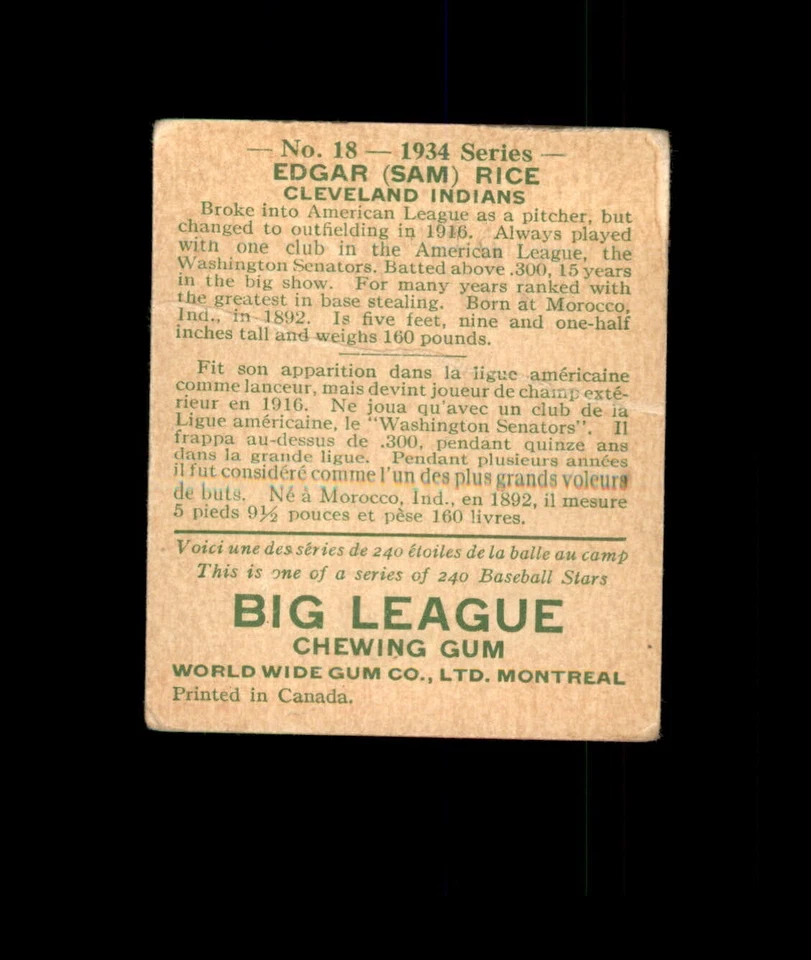 — No. 18 — 1934 Series —
EDGAR (SAM) RICE
CLEVELAND INDIANS
Broke into American League as a pitcher, but
changed to outfielding in 1916. Always played
with one club in the American League, the
Washington Senators. Batted above .300, 15 years
in the big show. For many years ranked with
the greatest in base stealing. Born at Morocco,
Ind., in 1892. Is five feet, nine and one-half
inches tall and weighs 160 pounds.
Fit son apparition dans la ligue américaine
comme lanceur, mais devint joueur de champ exté-
rieur en 1916. Ne joua qu'avec un club de la
Ligue américaine, le "Washington Senators". Il
frappa au-dessus de .300, pendant quinze ans
dans la grande ligue. Pendant plusieurs années
il fut considéré comme l'un des plus grands voleurs
de buts. Né à Morocco, Ind., en 1892, il mesure
5 pieds 9½ pouces et pèse 160 livres.
Voici une des séries de 240 étoiles de la balle au camp
This is one of a series of 240 Baseball Stars
BIG LEAGUE
CHEWING GUM
WORLD WIDE GUM CO., LTD. MONTREAL
Printed in Canada.